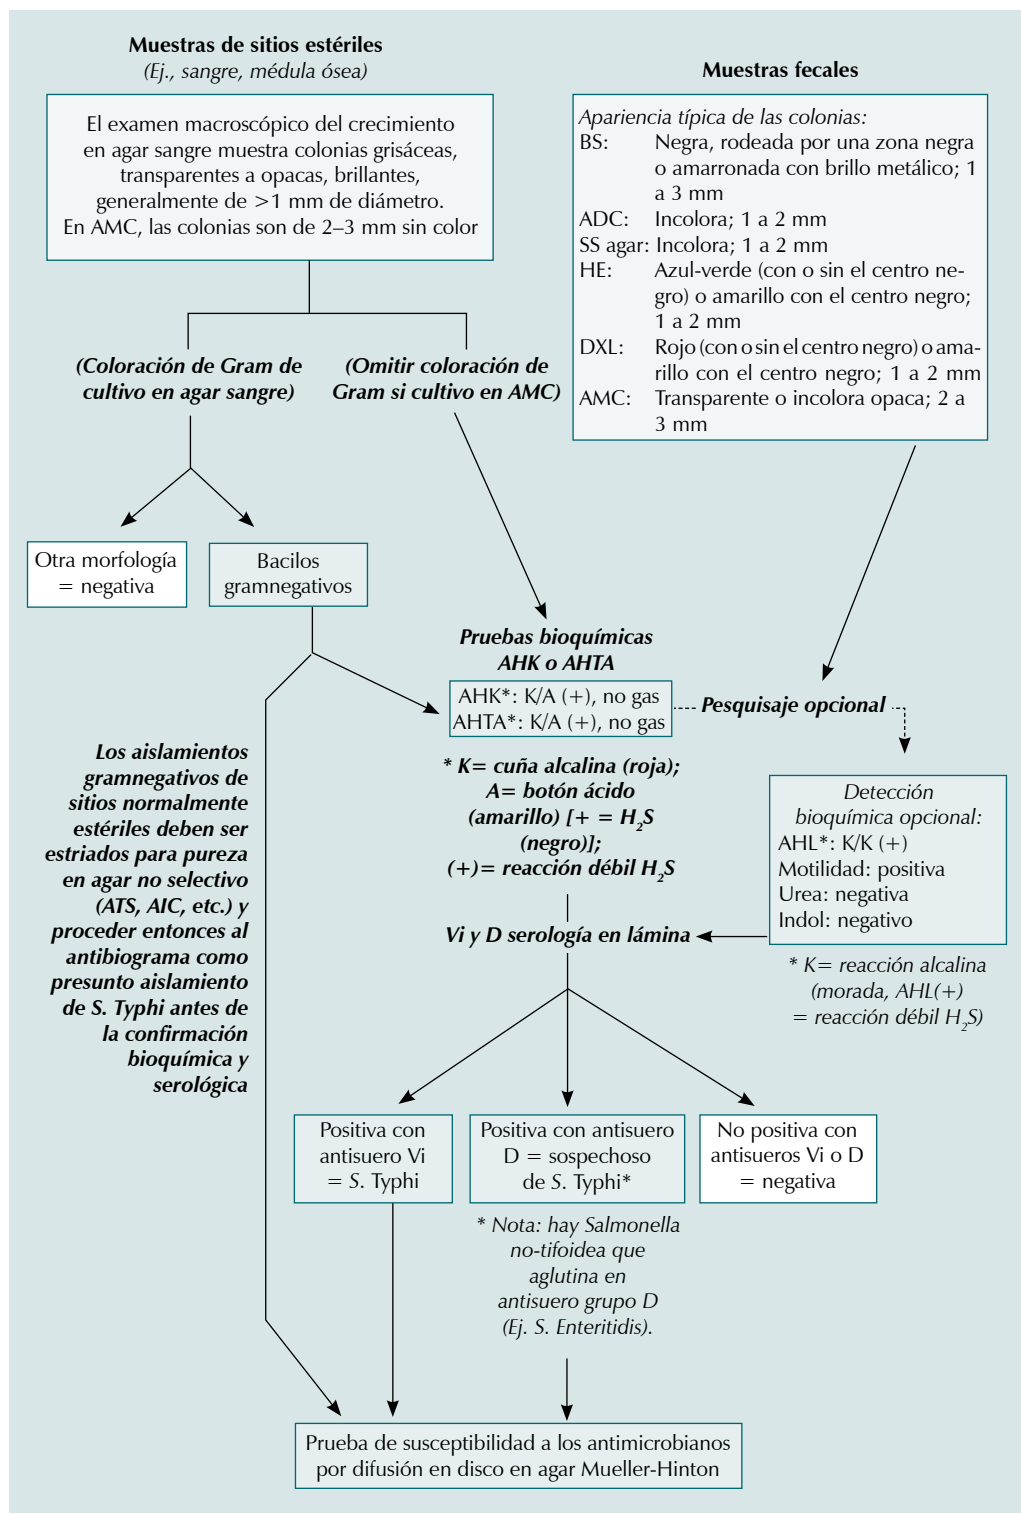 Muestras de sitios estériles
(Ej., sangre, médula ósea)
El examen macroscópico del crecimiento
en agar sangre muestra colonias grisáceas,
transparentes a opacas, brillantes,
generalmente de >1 mm de diámetro.
En AMC, las colonias son de 2–3 mm sin color
Muestras fecales
Apariencia típica de las colonias:
BS: Negra, rodeada por una zona negra
o amarronada con brillo metálico; 1
a 3 mm
ADC: Incolora; 1 a 2 mm
SS agar: Incolora; 1 a 2 mm
HE: Azul-verde (con o sin el centro ne-
gro) o amarillo con el centro negro;
1 a 2 mm
DXL: Rojo (con o sin el centro negro) o ama-
rillo con el centro negro; 1 a 2 mm
AMC: Transparente o incolora opaca; 2 a
3 mm
(Coloración de Gram de
cultivo en agar sangre)
(Omitir coloración de
Gram si cultivo en AMC)
Otra morfología
= negativa
Bacilos
gramnegativos
Pruebas bioquímicas
AHK o AHTA
AHK*: K/A (+), no gas
AHTA*: K/A (+), no gas
Pesquisaje opcional
* K= cuña alcalina (roja);
A= botón ácido
(amarillo) [+ = H2S
(negro)];
(+)= reacción débil H2S
Detección
bioquímica opcional:
AHL*: K/K (+)
Motilidad: positiva
Urea: negativa
Indol: negativo
* K= reacción alcalina
(morada, AHL(+)
= reacción débil H2S)
Los aislamientos
gramnegativos de
sitios normalmente
estériles deben ser
estriados para pureza
en agar no selectivo
(ATS, AIC, etc.) y
proceder entonces al
antibiograma como
presunto aislamiento
de S. Typhi antes de
la confirmación
bioquímica y
serológica
Vi y D serología en lámina
Positiva con
antisuero Vi
= S. Typhi
Positiva con antisuero
D = sospechoso
de S. Typhi*
No positiva con
antisueros Vi o D
= negativa
* Nota: hay Salmonella
no-tifoidea que
aglutina en
antisuero grupo D
(Ej. S. Enteritidis).
Prueba de susceptibilidad a los antimicrobianos
por difusión en disco en agar Mueller-Hinton